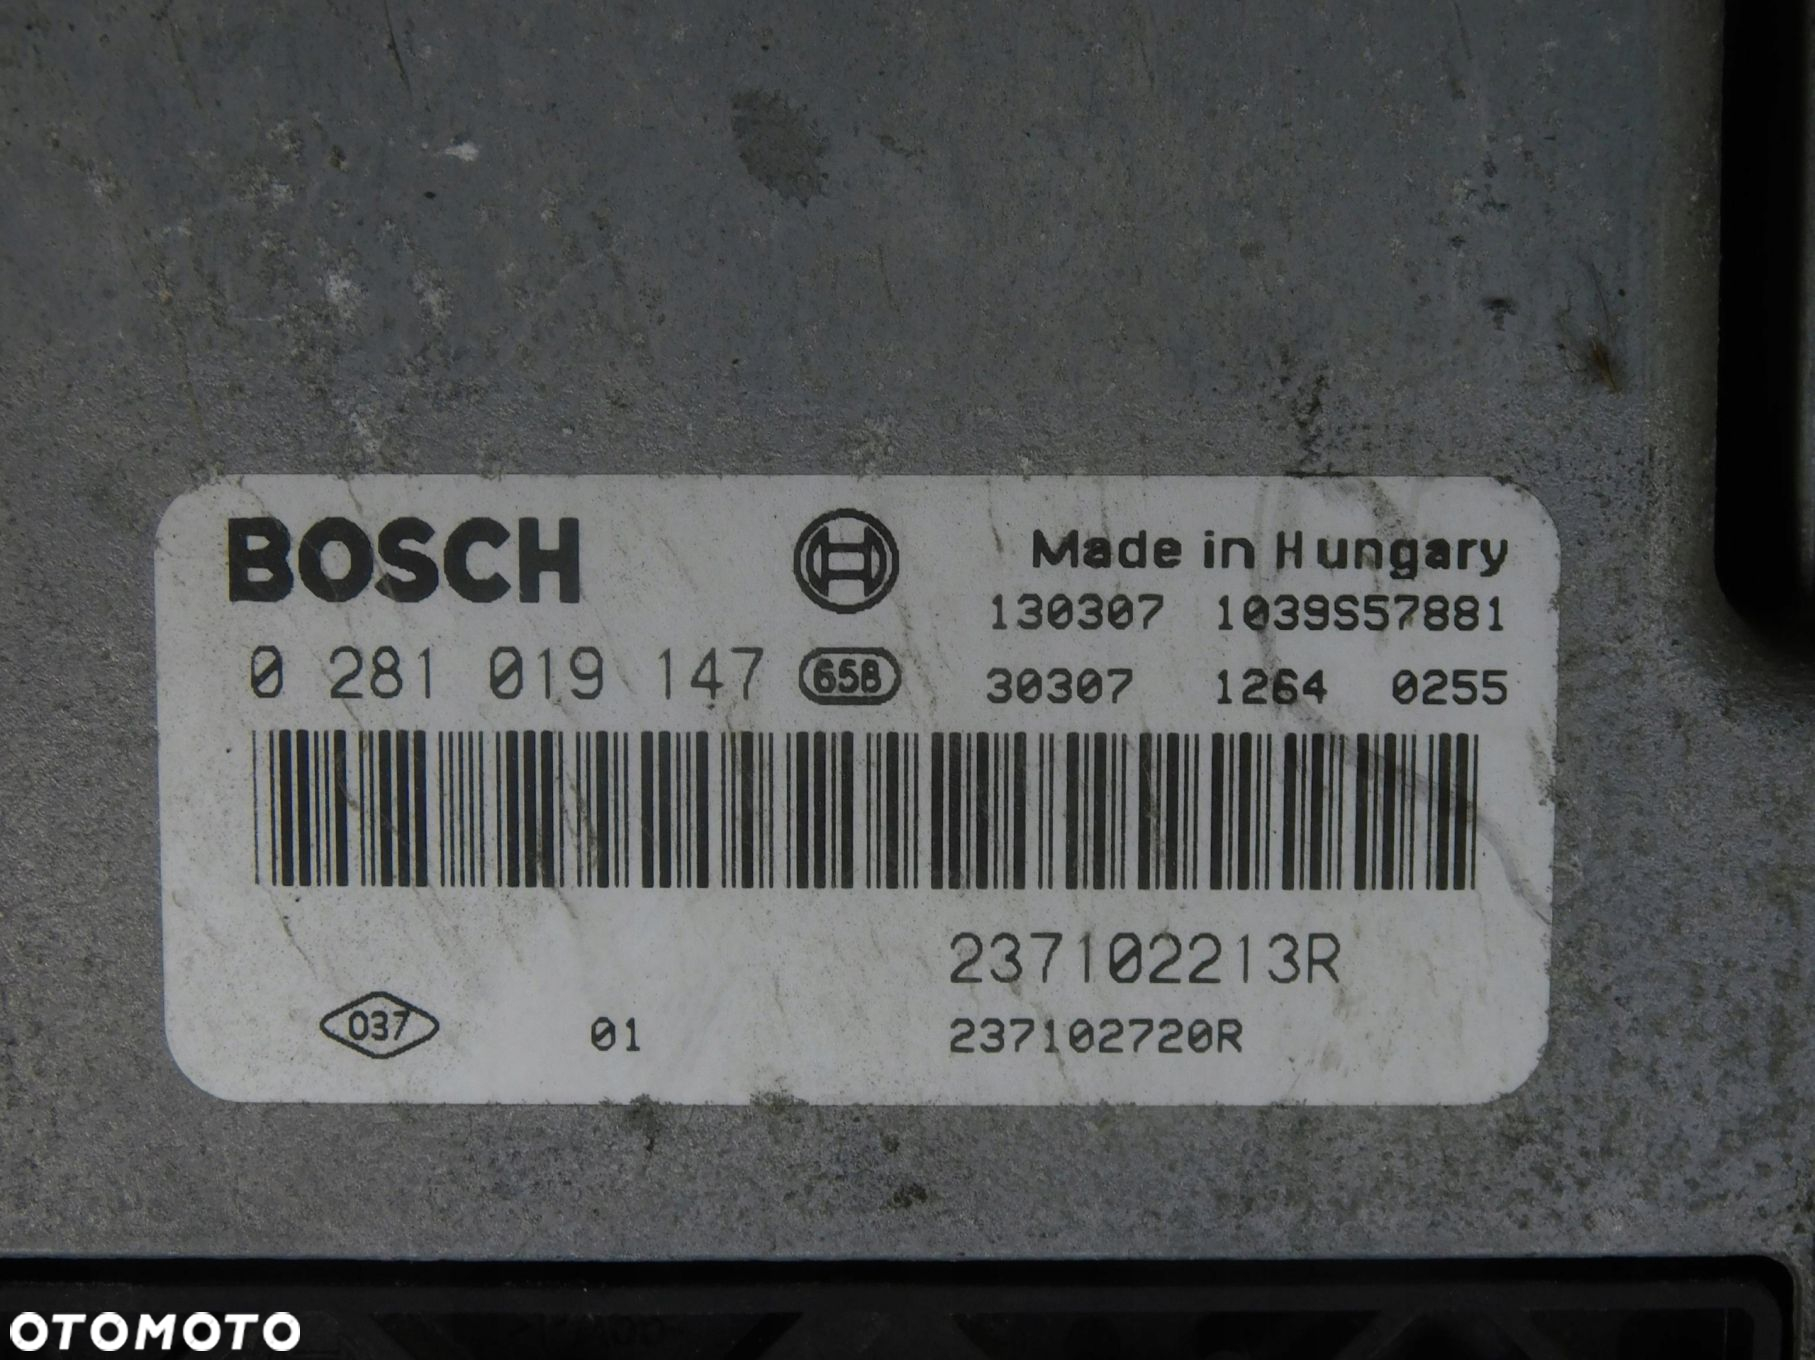 BOSCH
Made in Hungary
130307 1039S57881
0 281 019 147 658 30307 1264 0255
237102213R
037 01 237102720R
OTOMOTO